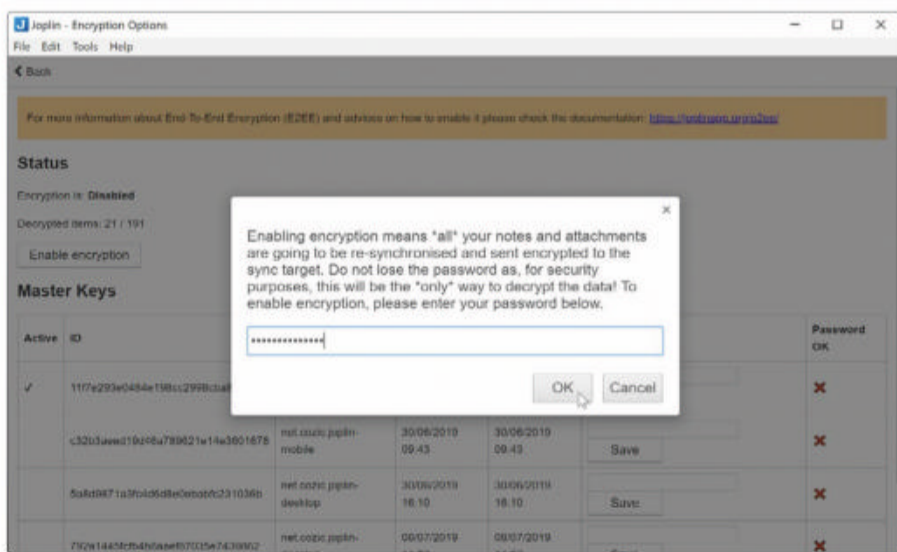 Joplin - Encryption Options
File Edit Tools Help
Back
For more information about End-To-End Encryption (E2EE) and advices on how to enable it please check the documentation:
Status
Encryption is: Disabled
Decrypted items: 21 / 191
Enable encryption
Enabling encryption means *all* your notes and attachments
are going to be re-synchronised and sent encrypted to the
sync target. Do not lose the password as, for security
purposes, this will be the *only* way to decrypt the data! To
enable encryption, please enter your password below.
••••••••••••••
OK Cancel
Master Keys
Active ID Password
OK
✓ ✖
net.cozic.joplin-
mobile 30/06/2019
09:43 30/06/2019
09:43 Save ✖
net.cozic.joplin-
desktop 30/06/2019
16:10 30/06/2019
16:10 Save ✖
net.cozic.joplin- 06/07/2019 ✖